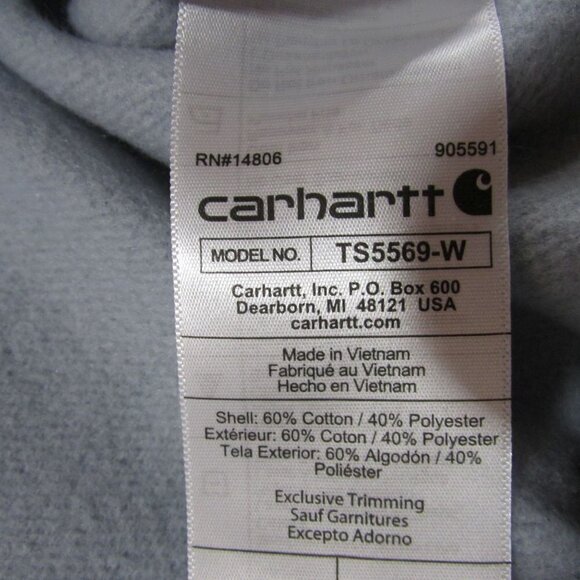 RN#14806 905591
carhartt
MODEL NO. TS5569-W
Carhartt, Inc. P.O. Box 600
Dearborn, MI 48121 USA
carhartt.com
Made in Vietnam
Fabriqué au Vietnam
Hecho en Vietnam
Shell: 60% Cotton / 40% Polyester
Extérieur: 60% Coton / 40% Polyester
Tela Exterior: 60% Algodón / 40%
Poliéster
Exclusive Trimming
Sauf Garnitures
Excepto Adorno